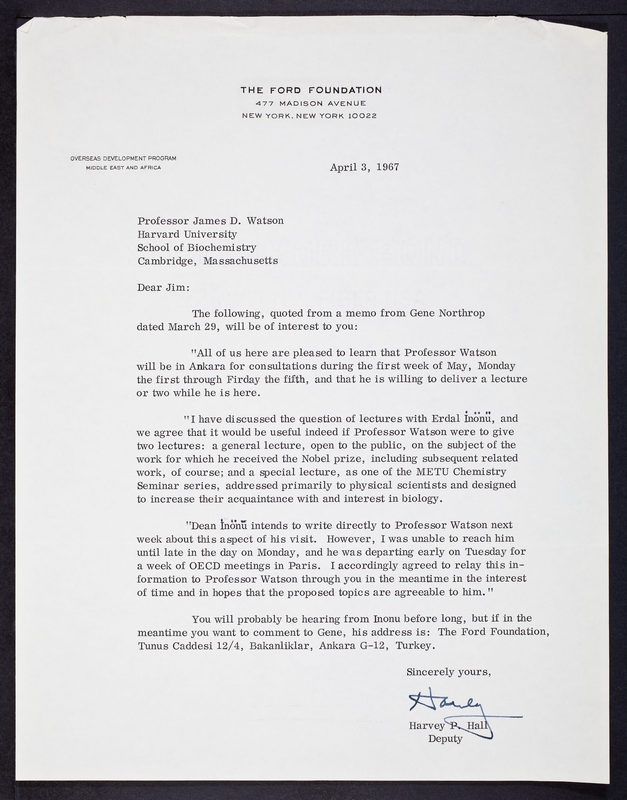 THE FORD FOUNDATION
477 MADISON AVENUE
NEW YORK, NEW YORK 10022
OVERSEAS DEVELOPMENT PROGRAM
MIDDLE EAST AND AFRICA
April 3, 1967
Professor James D. Watson
Harvard University
School of Biochemistry
Cambridge, Massachusetts
Dear Jim:
The following, quoted from a memo from Gene Northrop
dated March 29, will be of interest to you:
"All of us here are pleased to learn that Professor Watson
will be in Ankara for consultations during the first week of May, Monday
the first through Firday the fifth, and that he is willing to deliver a lecture
or two while he is here.
"I have discussed the question of lectures with Erdal İnönü, and
we agree that it would be useful indeed if Professor Watson were to give
two lectures: a general lecture, open to the public, on the subject of the
work for which he received the Nobel prize, including subsequent related
work, of course; and a special lecture, as one of the METU Chemistry
Seminar series, addressed primarily to physical scientists and designed
to increase their acquaintance with and interest in biology.
"Dean İnönü intends to write directly to Professor Watson next
week about this aspect of his visit. However, I was unable to reach him
until late in the day on Monday, and he was departing early on Tuesday for
a week of OECD meetings in Paris. I accordingly agreed to relay this in-
formation to Professor Watson through you in the meantime in the interest
of time and in hopes that the proposed topics are agreeable to him."
You will probably be hearing from Inonu before long, but if in the
meantime you want to comment to Gene, his address is: The Ford Foundation,
Tunus Caddesi 12/4, Bakanliklar, Ankara G-12, Turkey.
Sincerely yours,
Harvey
Harvey P. Hall
Deputy